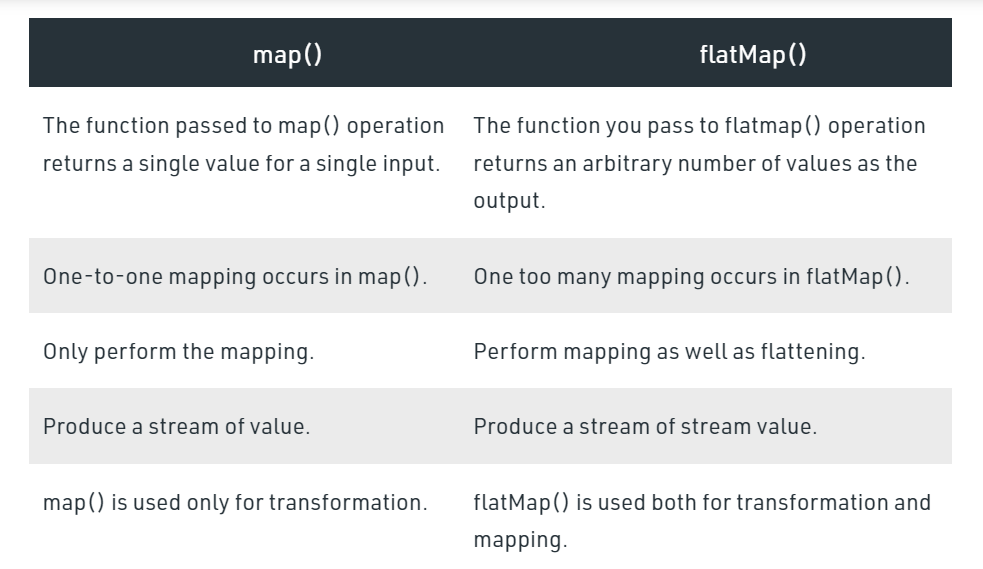 map()
flatMap()
The function passed to map() operation
returns a single value for a single input.
The function you pass to flatmap() operation
returns an arbitrary number of values as the
output.
One-to-one mapping occurs in map().
One too many mapping occurs in flatMap().
Only perform the mapping.
Perform mapping as well as flattening.
Produce a stream of value.
Produce a stream of stream value.
map() is used only for transformation.
flatMap() is used both for transformation and
mapping.